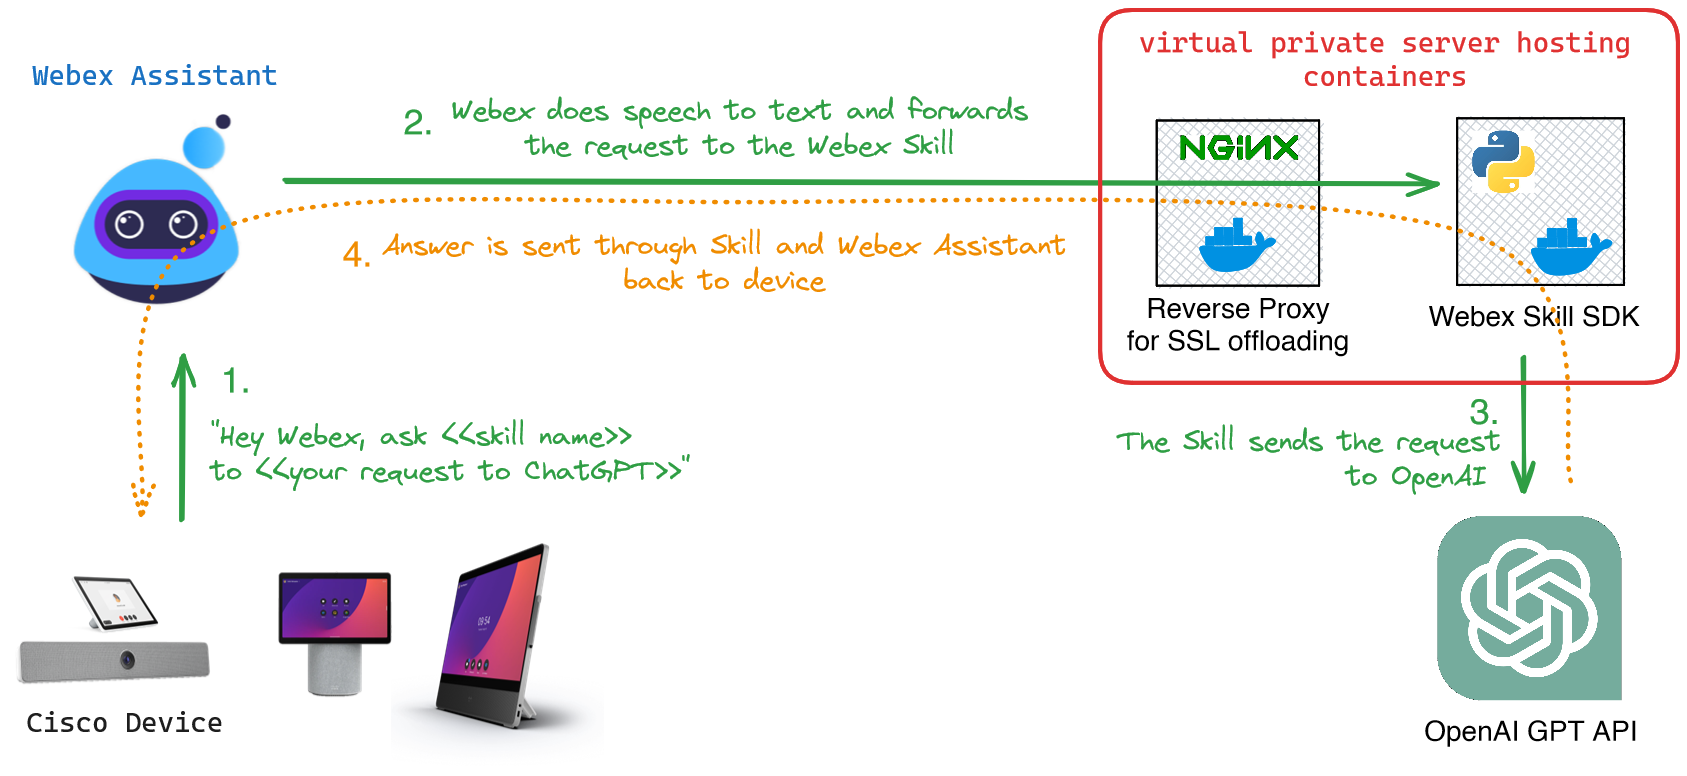 virtual private server hosting
containers
Webex Assistant
2. Webex does speech to text and forwards
the request to the Webex Skill
NGiNX
4. Answer is sent through Skill and Webex Assistant
back to device
Reverse Proxy
for SSL offloading
Webex Skill SDK
1.
"Hey Webex, ask <<skill name>>
to <<your request to ChatGPT>>"
3.
The Skill sends the request
to OpenAI
09:54
Cisco Device
OpenAI GPT API